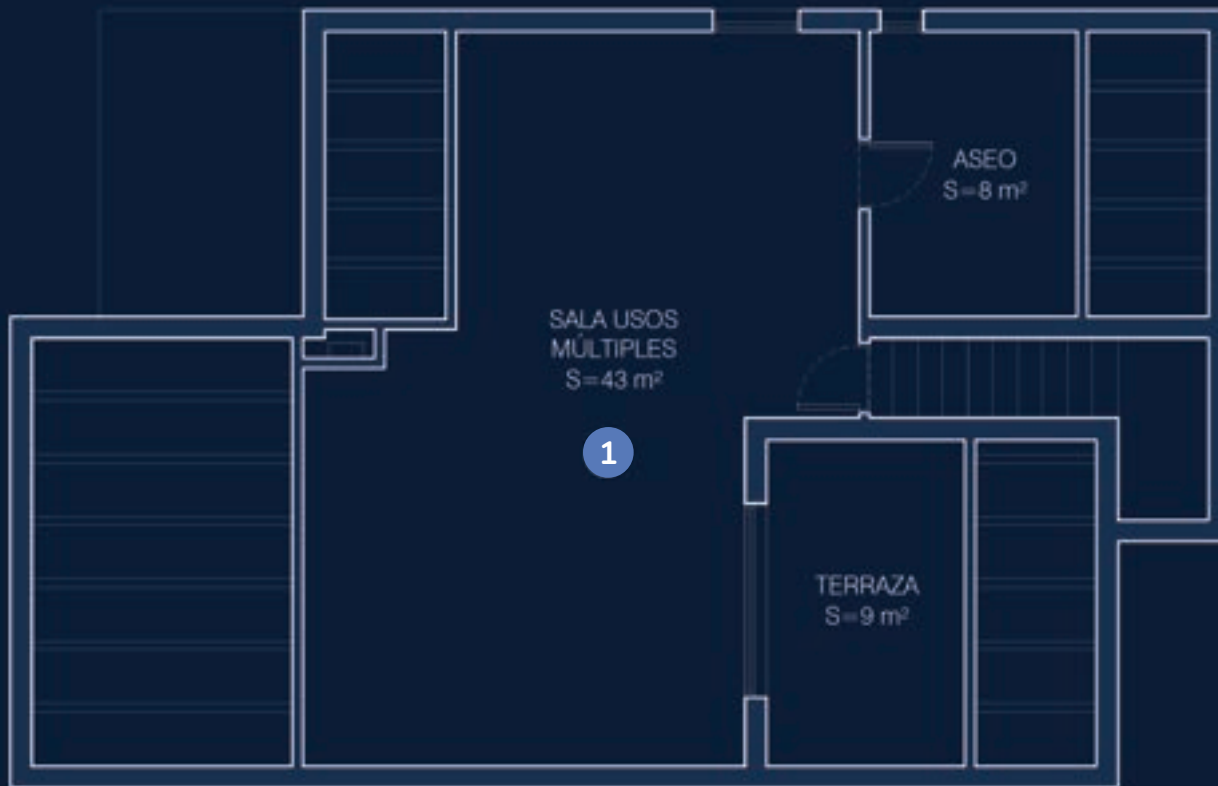 ASEO
S=8 m²
SALA USOS
MÚLTIPLES
S=43 m²
1
TERRAZA
S=9 m²